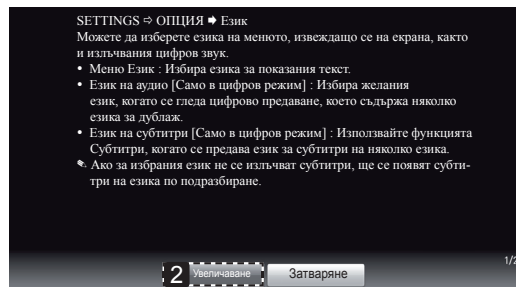 SETTINGS ⇨ ОПЦИЯ ➡ Език
Можете да изберете езика на менюто, извеждащо се на екрана, както
и излъчвания цифров звук.
• Меню Език : Избира езика за показания текст.
• Език на аудио [Само в цифров режим] : Избира желания
език, когато се гледа цифрово предаване, което съдържа няколко
езика за дублаж.
• Език на субтитри [Само в цифров режим] : Използвайте функцията
Субтитри, когато се предава език за субтитри на няколко езика.
✎ Ако за избрания език не се излъчват субтитри, ще се появят субти-
три на езика по подразбиране.
1/2
2 Увеличаване Затваряне